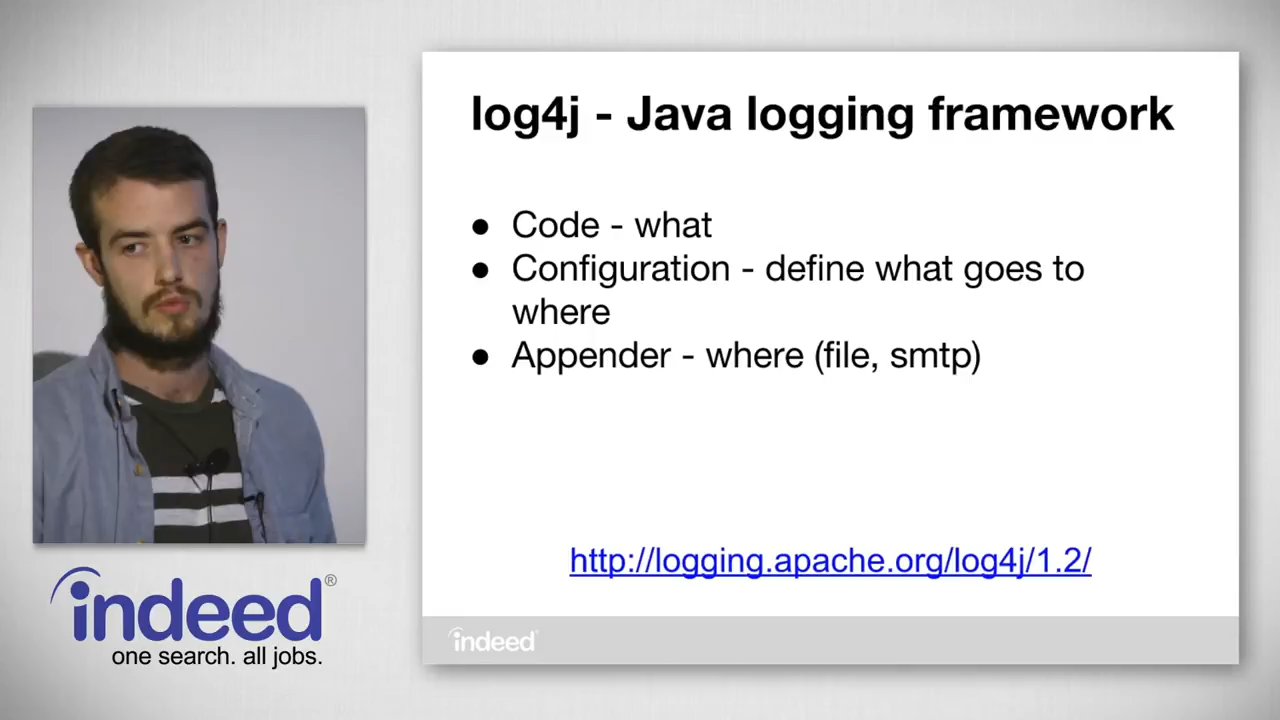 log4j - Java logging framework
● Code - what
● Configuration - define what goes to
where
● Appender - where (file, smtp)
http://logging.apache.org/log4j/1.2/
indeed
indeed®
one search. all jobs.